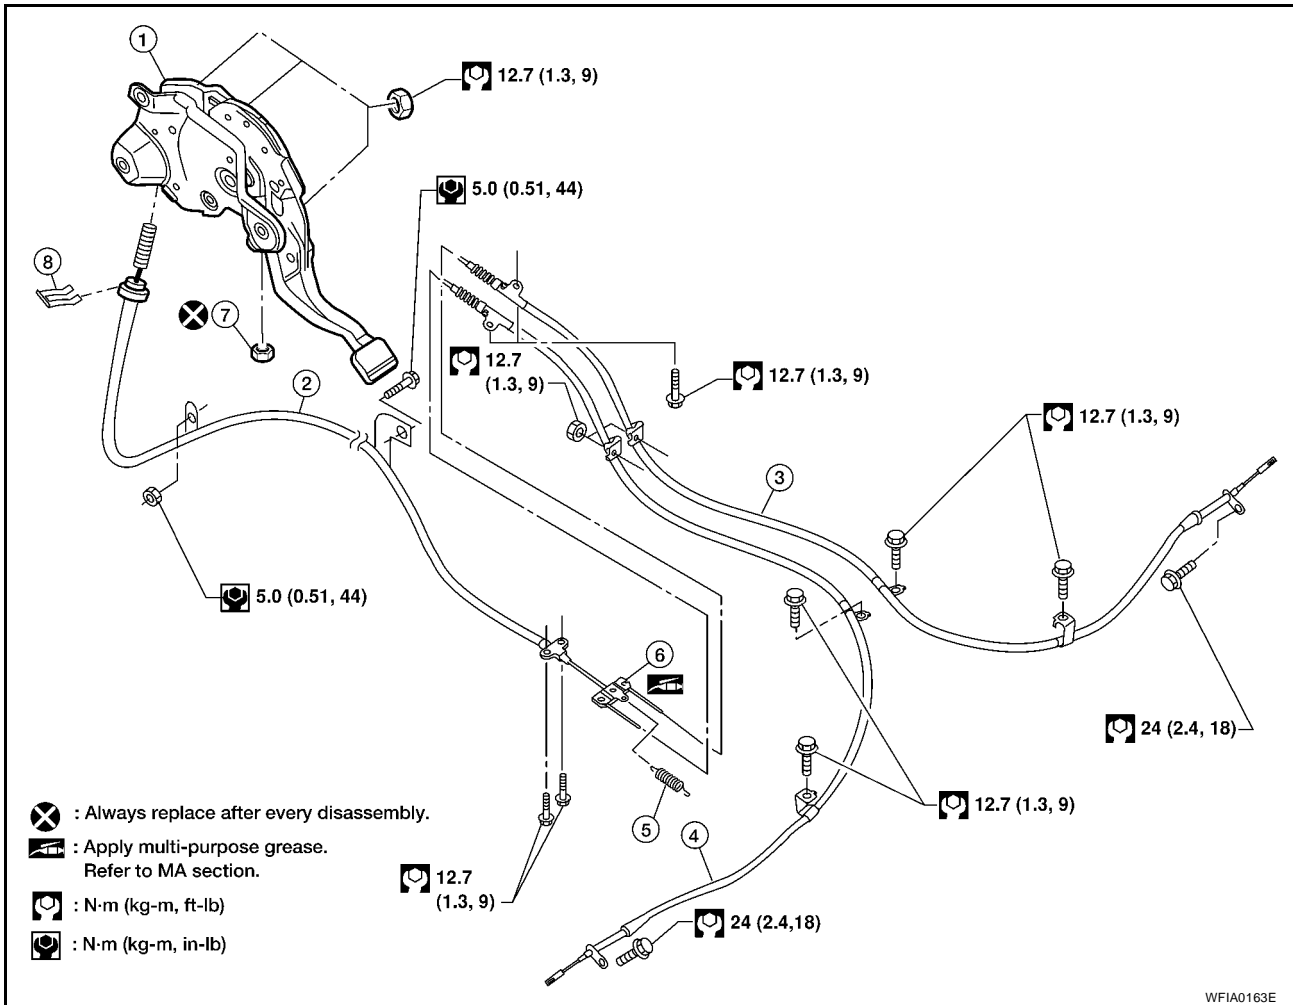 1
12.7 (1.3, 9)
5.0 (0.51, 44)
8
7
12.7
(1.3, 9)
12.7 (1.3, 9)
2
12.7 (1.3, 9)
3
5.0 (0.51, 44)
6
24 (2.4, 18)
12.7 (1.3, 9)
5
4
12.7
(1.3, 9)
24 (2.4,18)
: Always replace after every disassembly.
: Apply multi-purpose grease.
Refer to MA section.
: N·m (kg-m, ft-lb)
: N·m (kg-m, in-lb)
WFIA0163E